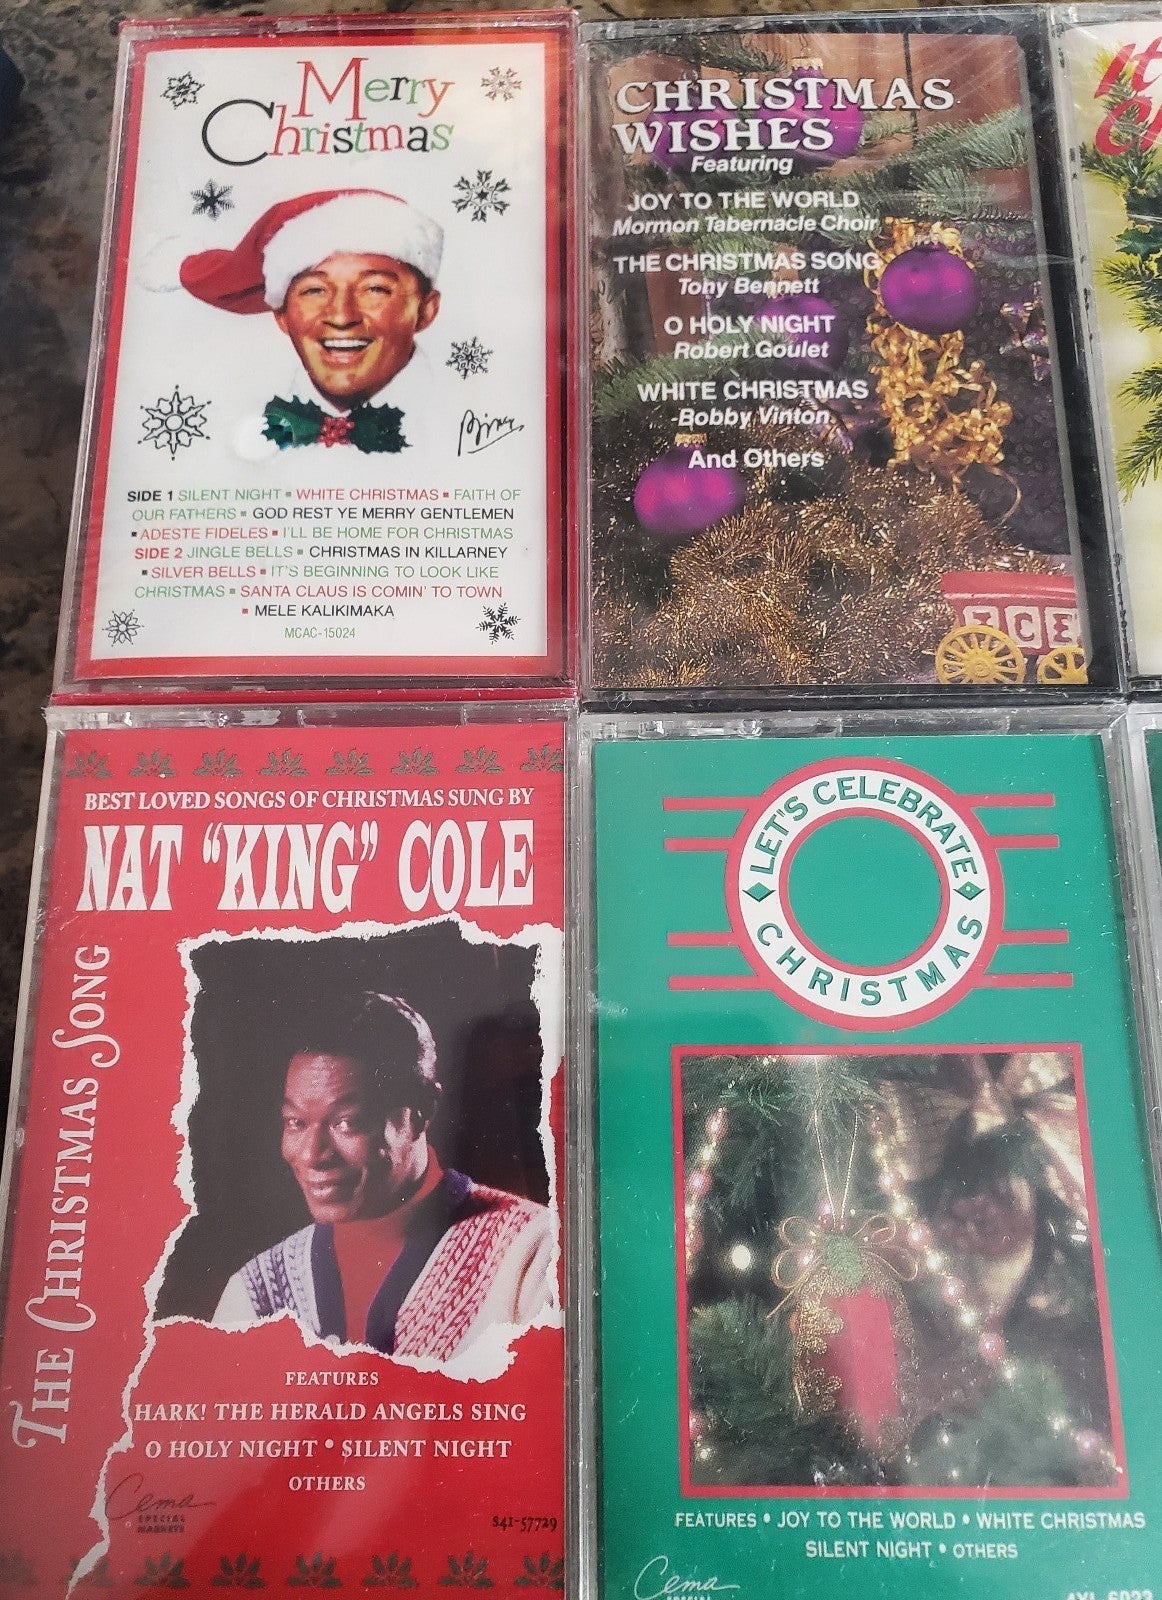 Merry
Christmas
Bing
SIDE 1 SILENT NIGHT ▪ WHITE CHRISTMAS ▪ FAITH OF
OUR FATHERS ▪ GOD REST YE MERRY GENTLEMEN
▪ ADESTE FIDELES ▪ I'LL BE HOME FOR CHRISTMAS
SIDE 2 JINGLE BELLS ▪ CHRISTMAS IN KILLARNEY
▪ SILVER BELLS ▪ IT'S BEGINNING TO LOOK LIKE
CHRISTMAS ▪ SANTA CLAUS IS COMIN' TO TOWN
▪ MELE KALIKIMAKA
MCAC-15024
CHRISTMAS
WISHES
Featuring
JOY TO THE WORLD
Mormon Tabernacle Choir
THE CHRISTMAS SONG
Tony Bennett
O HOLY NIGHT
Robert Goulet
WHITE CHRISTMAS
Bobby Vinton
And Others
ICE
It
BEST LOVED SONGS OF CHRISTMAS SUNG BY
NAT "KING" COLE
THE CHRISTMAS SONG
FEATURES
HARK! THE HERALD ANGELS SING
O HOLY NIGHT • SILENT NIGHT
OTHERS
Cema
SPECIAL
MARKETS
S41-57729
LET'S CELEBRATE
CHRISTMAS
FEATURES • JOY TO THE WORLD • WHITE CHRISTMAS
SILENT NIGHT • OTHERS
Cema
SPECIAL